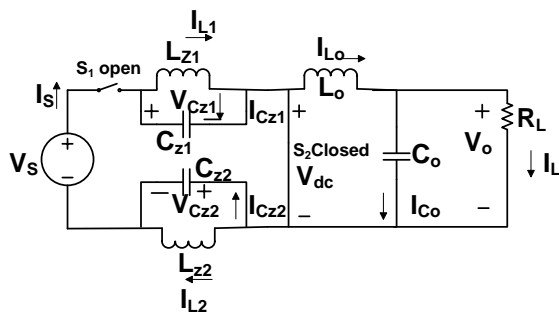 I_L1
I_Lo
S_1 open
L_Z1
L_o
I_S
+
V_Cz1
I_Cz1
+
+
C_z1
R_L
+
V_S
−
C_z2
S_2Closed
V_dc
C_o
V_o
I_L
−
V_Cz2
+
I_Cz2
−
I_Co
−
L_z2
I_L2